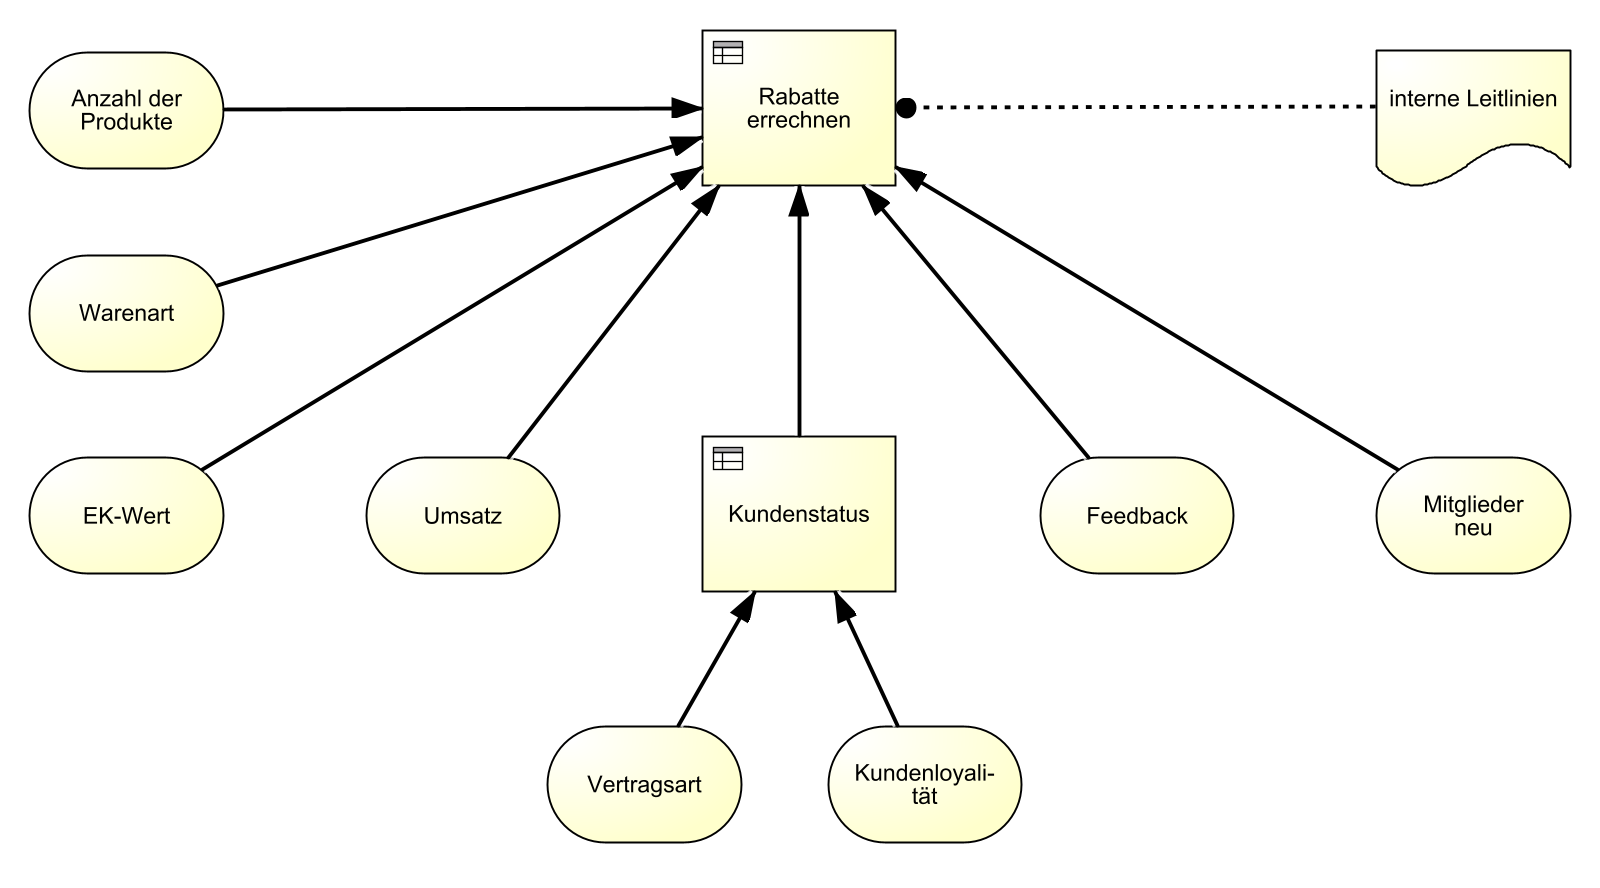 Anzahl der
Produkte
Rabatte
errechnen
interne Leitlinien
Warenart
EK-Wert
Umsatz
Kundenstatus
Feedback
Mitglieder
neu
Vertragsart
Kundenloyali-
tät